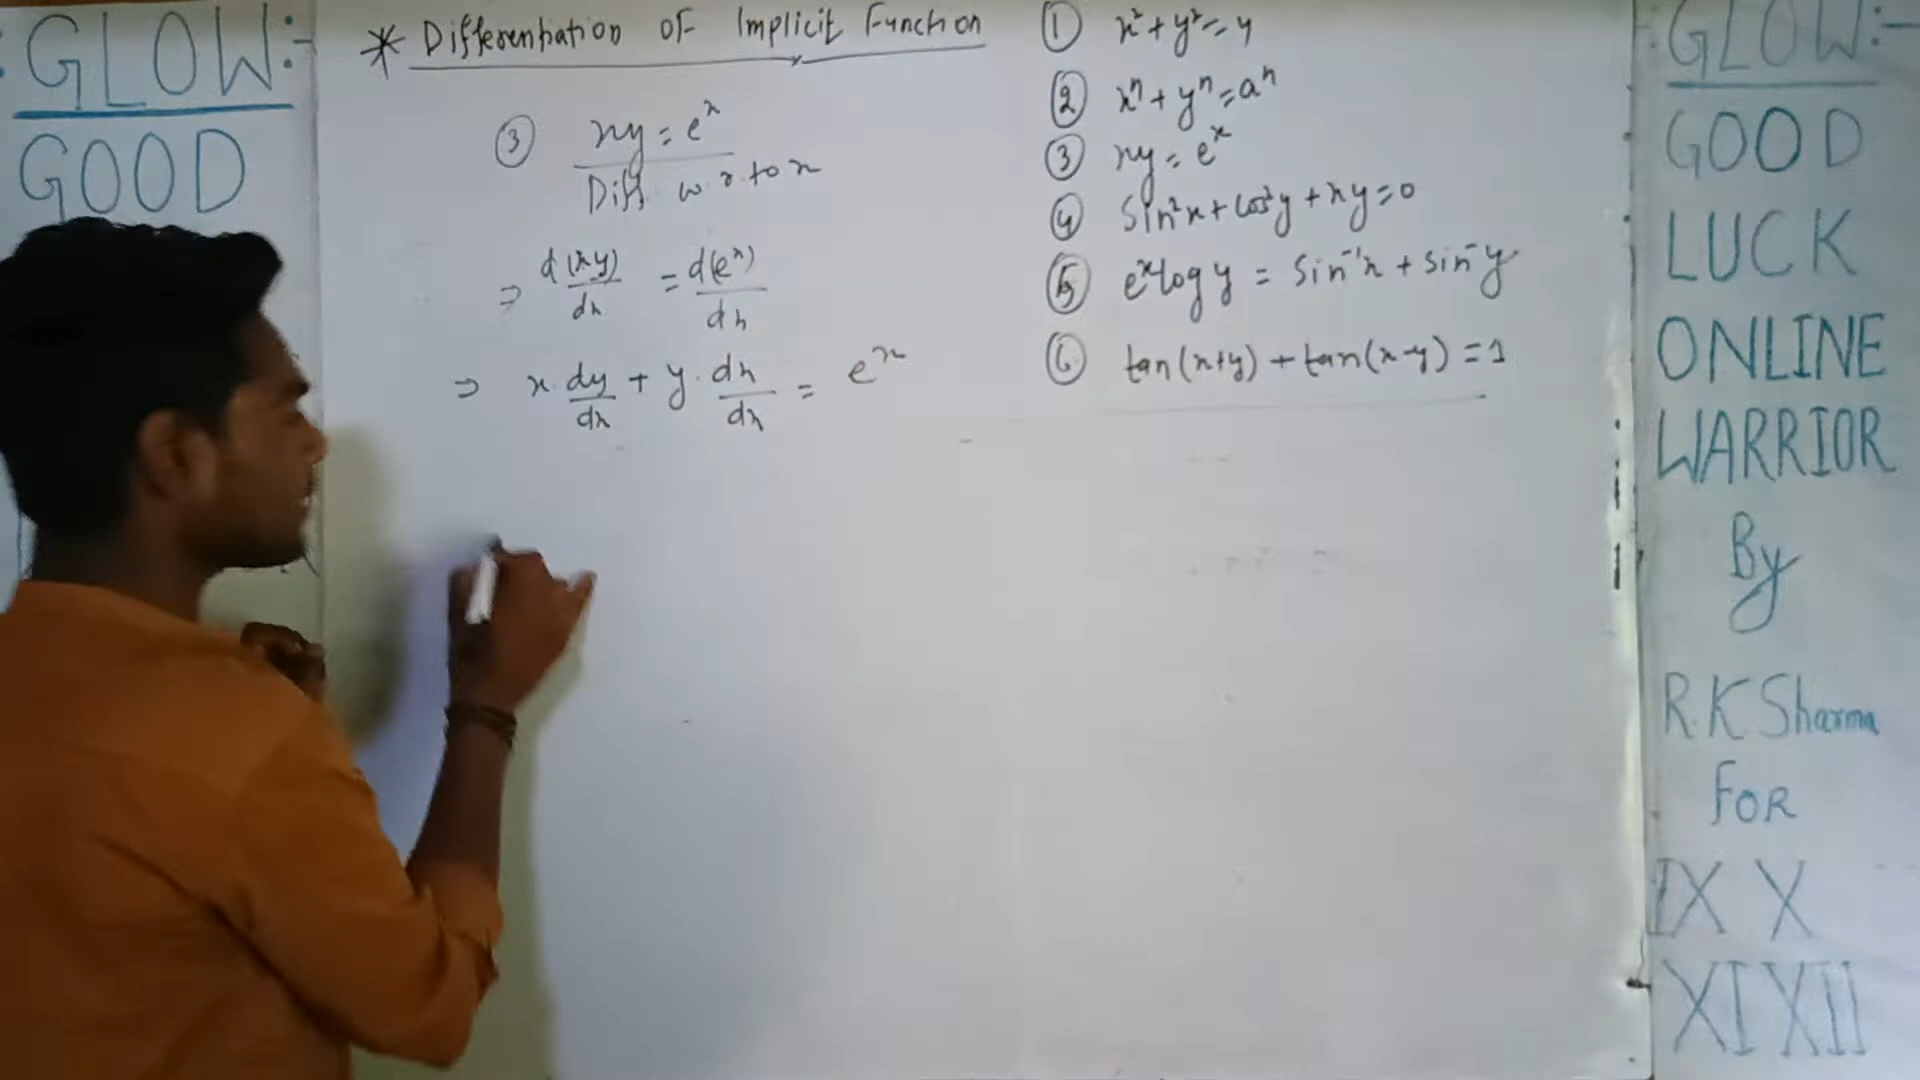 :GLOW:-
GOOD
* Differentiation of Implicit Function
③ xy = e^x
Diff w.r.to x
⇒ d(xy)/dx = d(e^x)/dx
⇒ x.dy/dx + y.dx/dx = e^x
① x² + y² = y
② x^n + y^n = a^n
③ xy = e^x
④ Sin²x + Cos²y + xy = 0
⑤ e^x log y = Sin⁻¹x + Sin⁻y
⑥ tan(x+y) + tan(x-y) = 1
:GLOW:-
GOOD
LUCK
ONLINE
WARRIOR
By
R.K Sharma
FOR
IX X
XI XII